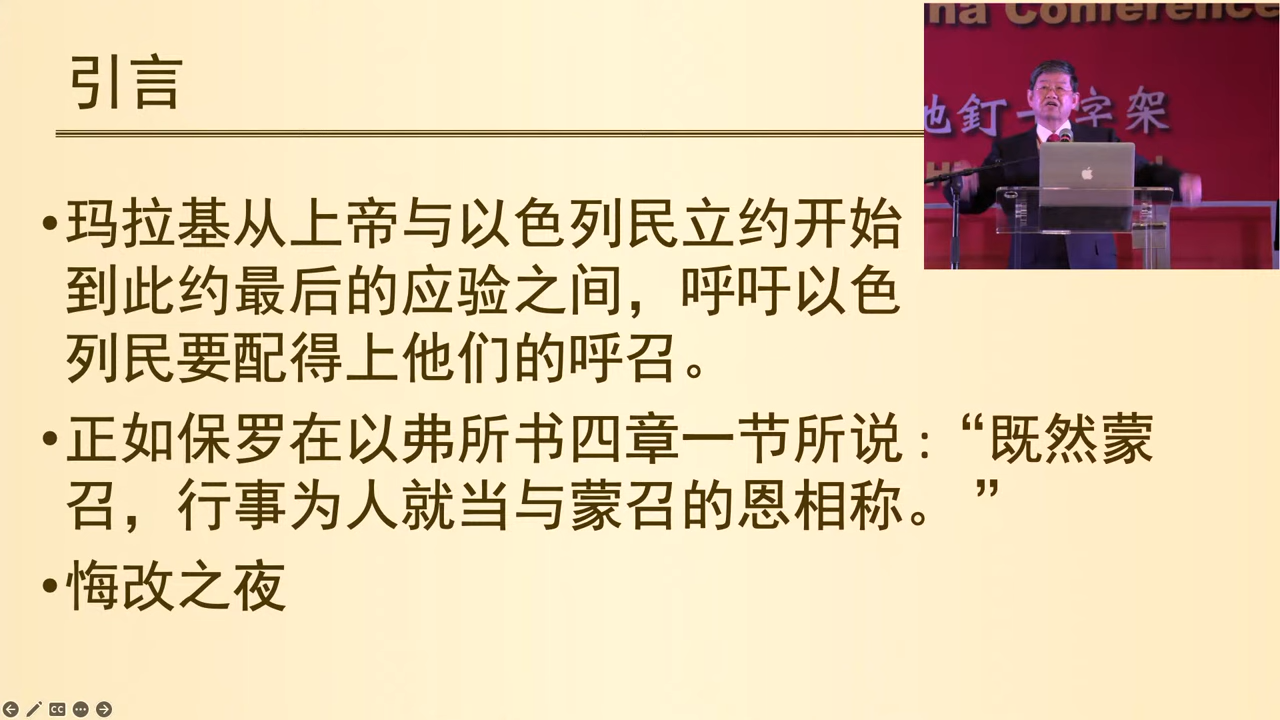 引言
na Conference
釘
字架
•玛拉基从上帝与以色列民立约开始
到此约最后的应验之间，呼吁以色
列民要配得上他们的呼召。
•正如保罗在以弗所书四章一节所说：“既然蒙
召，行事为人就当与蒙召的恩相称。”
•悔改之夜
CC